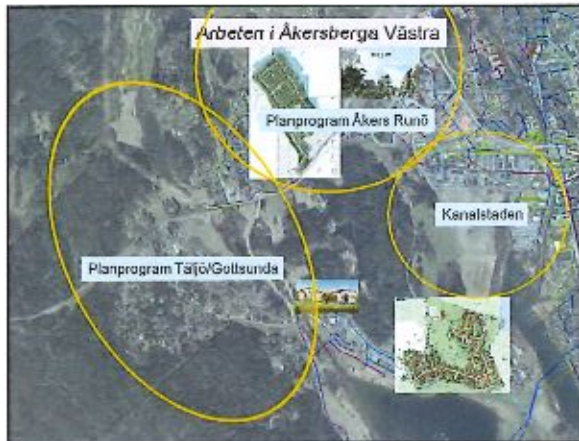 Arbeten i Åkersberga Västra
Planprogram Åkers Runö
Kanalstaden
Planprogram Täljö/Gottsunda